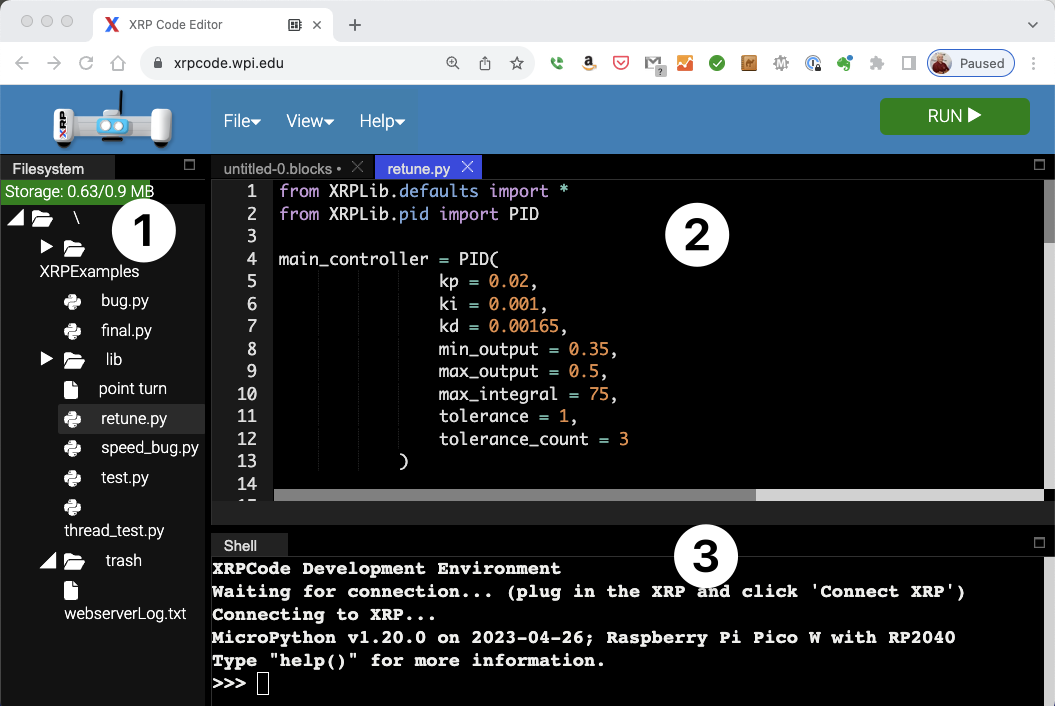 XRP Code Editor
xrpcode.wpi.edu
Paused
XRP
File View Help
RUN
Filesystem
Storage: 0.63/0.9 MB
\
1
XRPExamples
bug.py
final.py
lib
point turn
retune.py
speed_bug.py
test.py
thread_test.py
trash
webserverLog.txt
untitled-0.blocks • retune.py
2
1 from XRPLib.defaults import *
2 from XRPLib.pid import PID
3
4 main_controller = PID(
5 kp = 0.02,
6 ki = 0.001,
7 kd = 0.00165,
8 min_output = 0.35,
9 max_output = 0.5,
10 max_integral = 75,
11 tolerance = 1,
12 tolerance_count = 3
13 )
14
Shell
3
XRPCode Development Environment
Waiting for connection... (plug in the XRP and click 'Connect XRP')
Connecting to XRP...
MicroPython v1.20.0 on 2023-04-26; Raspberry Pi Pico W with RP2040
Type "help()" for more information.
>>>